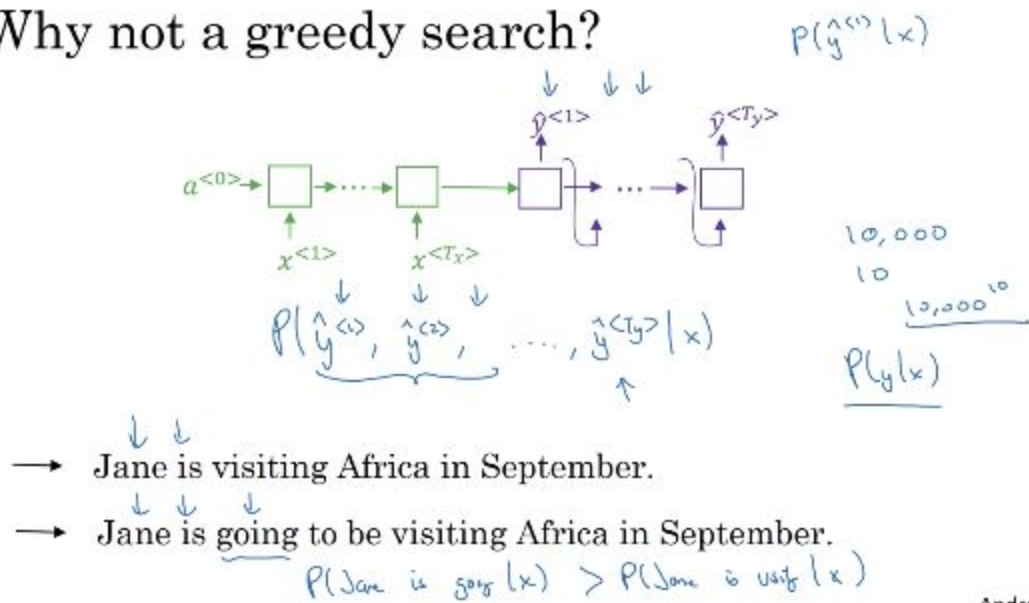 Why not a greedy search?
P(ŷ^<1>|x)
ŷ^<1> ŷ^<Ty>
a^<0> ... ...
x^<1> x^<Tx>
10,000
10
10,000^10
P(ŷ^<1>, ŷ^<2>, ...., ŷ^<Ty>|x)
P(y|x)
→ Jane is visiting Africa in September.
→ Jane is going to be visiting Africa in September.
P(Jane is going|x) > P(Jane is |x)